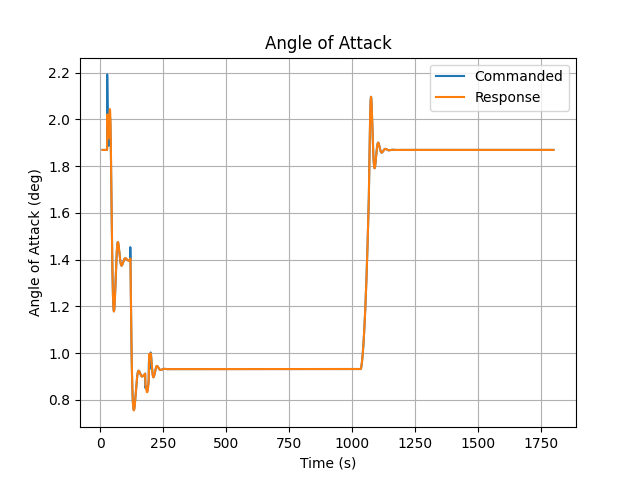 Angle of Attack
Commanded
Response
2.2
2.0
1.8
1.6
1.4
1.2
1.0
0.8
Angle of Attack (deg)
0 250 500 750 1000 1250 1500 1750
Time (s)